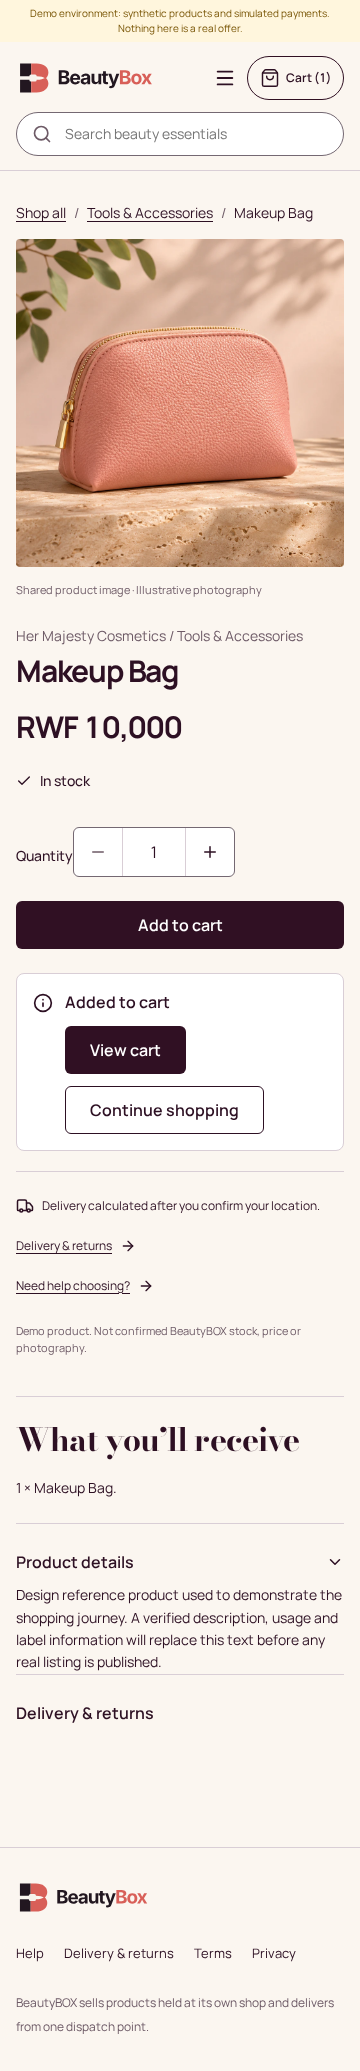 Demo environment: synthetic products and simulated payments.
Nothing here is a real offer.
BeautyBox
Cart (1)
Search beauty essentials
Shop all / Tools & Accessories / Makeup Bag
Shared product image · Illustrative photography
Her Majesty Cosmetics / Tools & Accessories
Makeup Bag
RWF 10,000
In stock
Quantity
1
Add to cart
Added to cart
View cart
Continue shopping
Delivery calculated after you confirm your location.
Delivery & returns
Need help choosing?
Demo product. Not confirmed BeautyBOX stock, price or
photography.
What you’ll receive
1 × Makeup Bag.
Product details
Design reference product used to demonstrate the
shopping journey. A verified description, usage and
label information will replace this text before any
real listing is published.
Delivery & returns
BeautyBox
Help Delivery & returns Terms Privacy
BeautyBOX sells products held at its own shop and delivers
from one dispatch point.